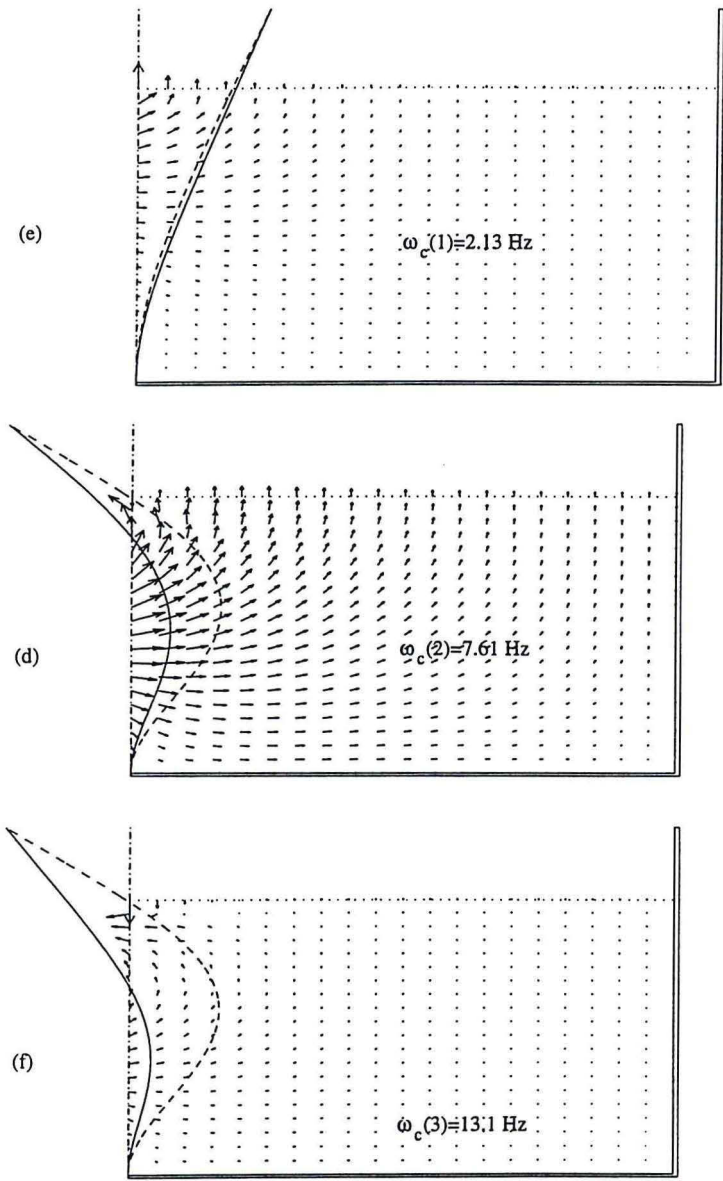 (e)
ω_c(1)=2.13 Hz
(d)
ω_c(2)=7.61 Hz
(f)
ω_c(3)=13.1 Hz